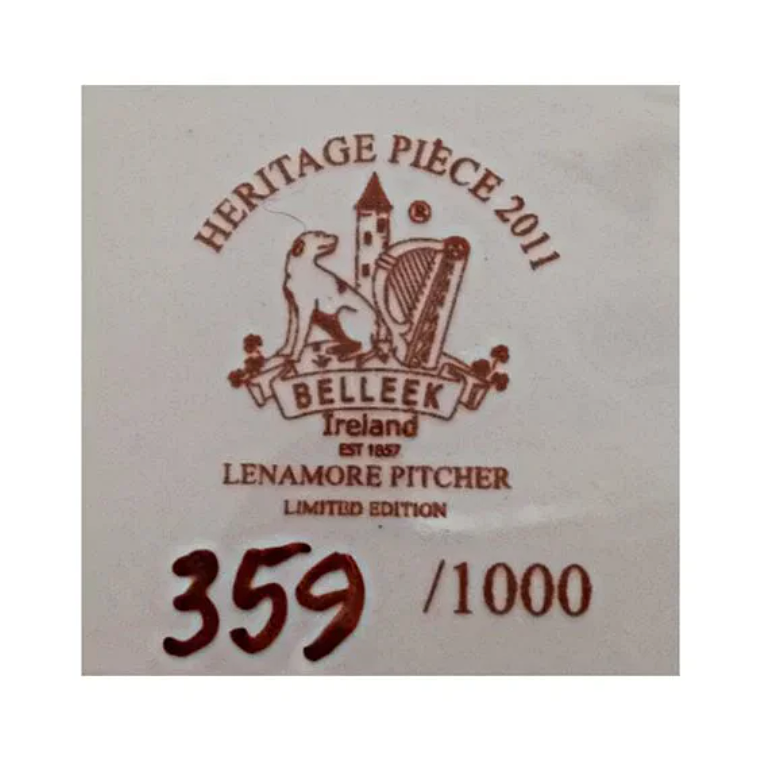 HERITAGE PIECE 2011
®
BELLEEK
Ireland
EST 1857
LENAMORE PITCHER
LIMITED EDITION
359 /1000